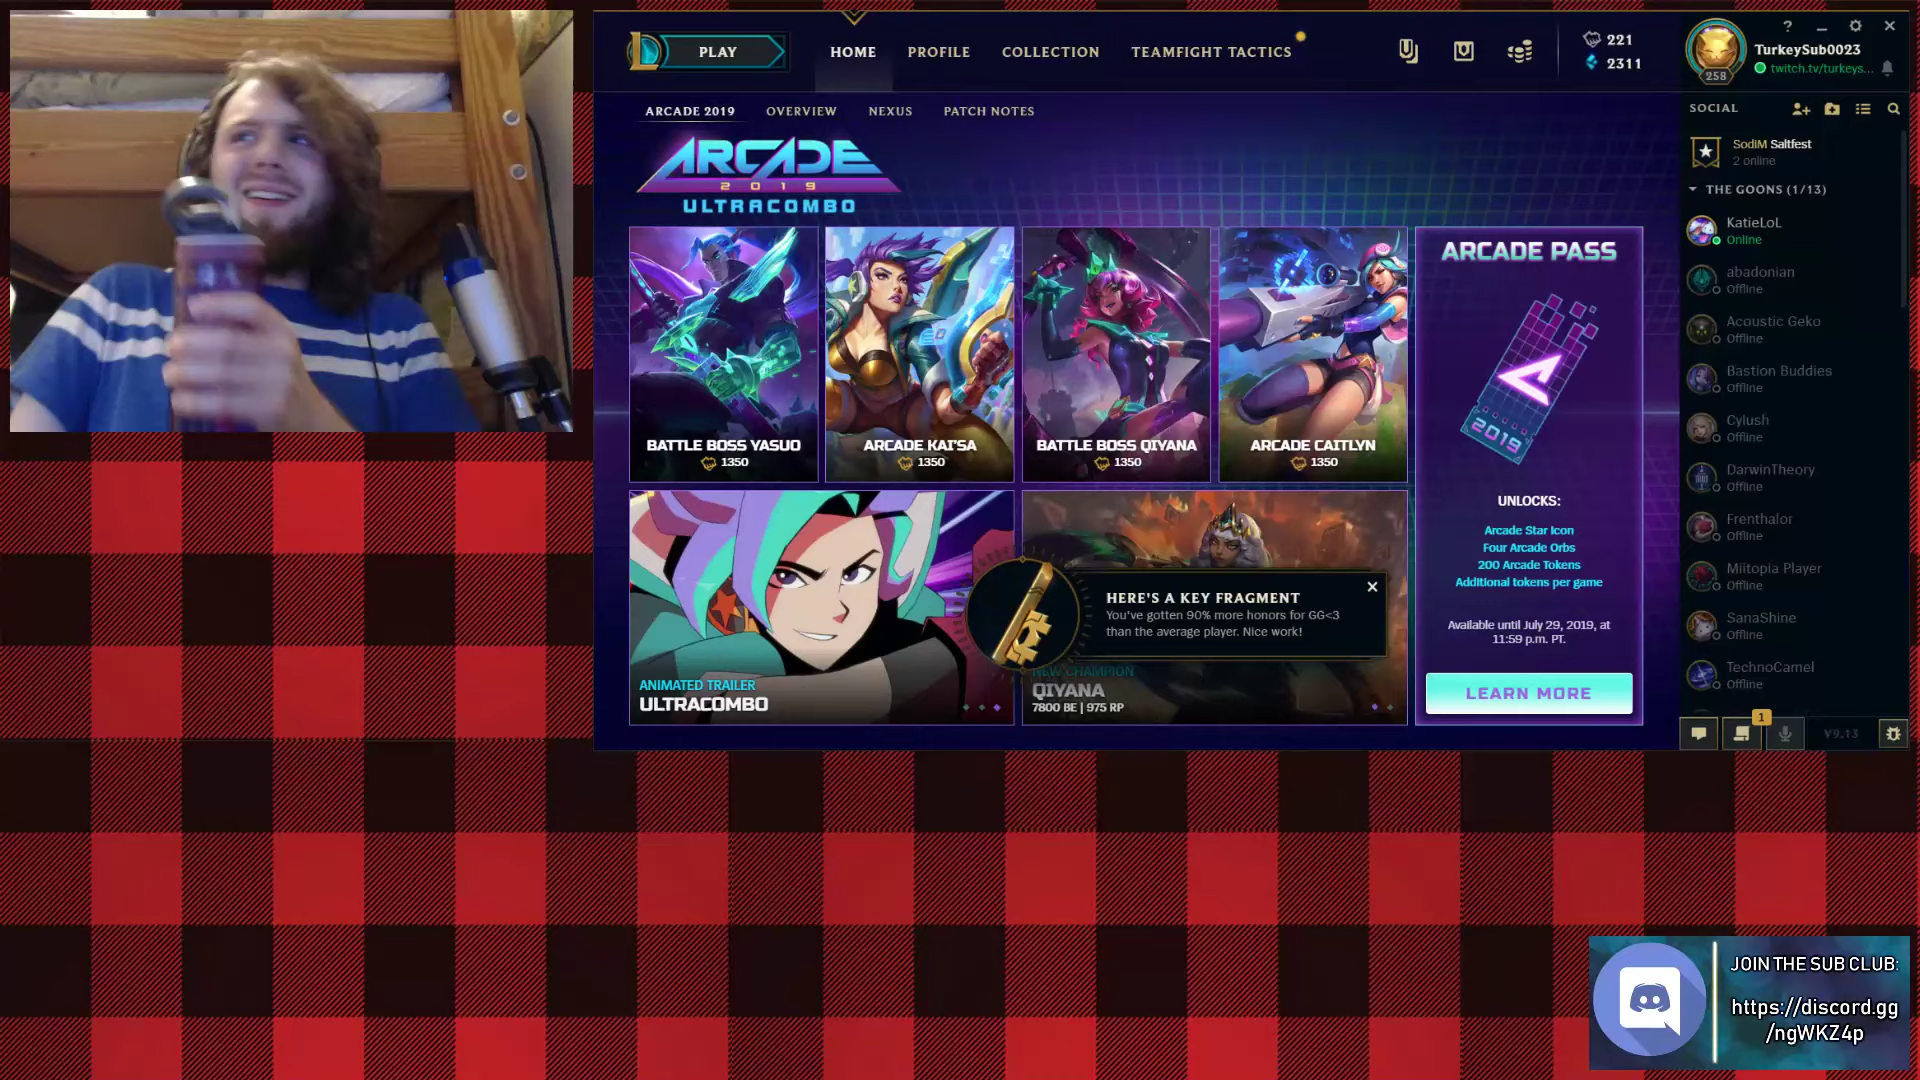 PLAY
HOME
PROFILE
COLLECTION
TEAMFIGHT TACTICS
221
2311
258
?
TurkeySub0023
twitch.tv/turkeys...
ARCADE 2019
OVERVIEW
NEXUS
PATCH NOTES
ARCADE
2019
ULTRACOMBO
BATTLE BOSS YASUO
1350
ARCADE KAI'SA
1350
BATTLE BOSS QIYANA
1350
ARCADE CAITLYN
1350
ANIMATED TRAILER
ULTRACOMBO
NEW CHAMPION
QIYANA
7800 BE | 975 RP
HERE'S A KEY FRAGMENT
You've gotten 90% more honors for GG<3
than the average player. Nice work!
ARCADE PASS
2019
UNLOCKS:
Arcade Star Icon
Four Arcade Orbs
200 Arcade Tokens
Additional tokens per game
Available until July 29, 2019, at
11:59 p.m. PT.
LEARN MORE
SOCIAL
SodiM Saltfest
2 online
THE GOONS (1/13)
KatieLoL
Online
abadonian
Offline
Acoustic Geko
Offline
Bastion Buddies
Offline
Cylush
Offline
DarwinTheory
Offline
Frenthalor
Offline
Miitopia Player
Offline
SanaShine
Offline
TechnoCamel
Offline
1
V9.13
JOIN THE SUB CLUB:
https://discord.gg
/ngWKZ4p